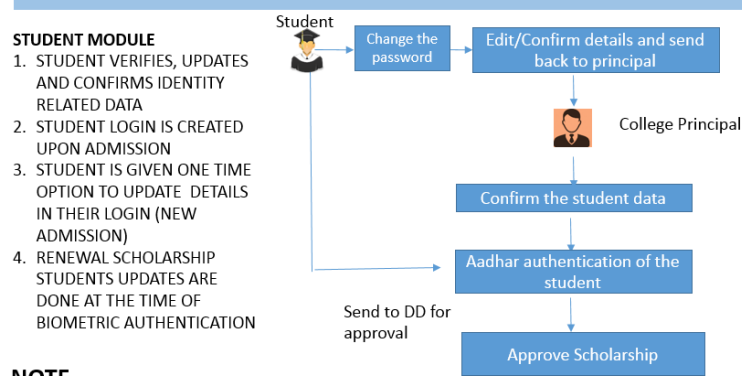 Student
STUDENT MODULE
1. STUDENT VERIFIES, UPDATES
AND CONFIRMS IDENTITY
RELATED DATA
2. STUDENT LOGIN IS CREATED
UPON ADMISSION
3. STUDENT IS GIVEN ONE TIME
OPTION TO UPDATE DETAILS
IN THEIR LOGIN (NEW
ADMISSION)
4. RENEWAL SCHOLARSHIP
STUDENTS UPDATES ARE
DONE AT THE TIME OF
BIOMETRIC AUTHENTICATION
Change the
password
Edit/Confirm details and send
back to principal
College Principal
Confirm the student data
Aadhar authentication of the
student
Send to DD for
approval
Approve Scholarship
NOTE